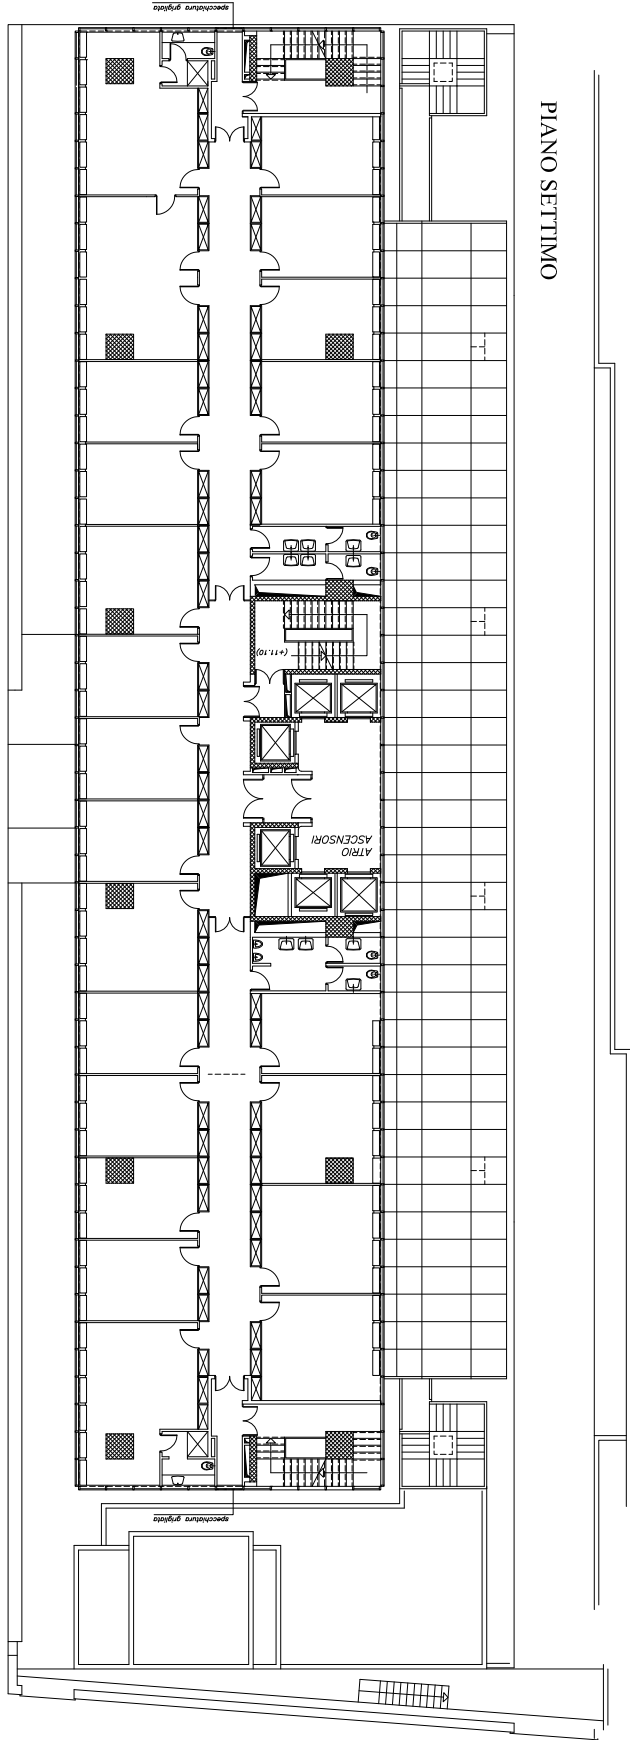 specchiatura grigliata
PIANO SETTIMO
(+11.10)
ATRIO
ASCENSORI
specchiatura grigliata